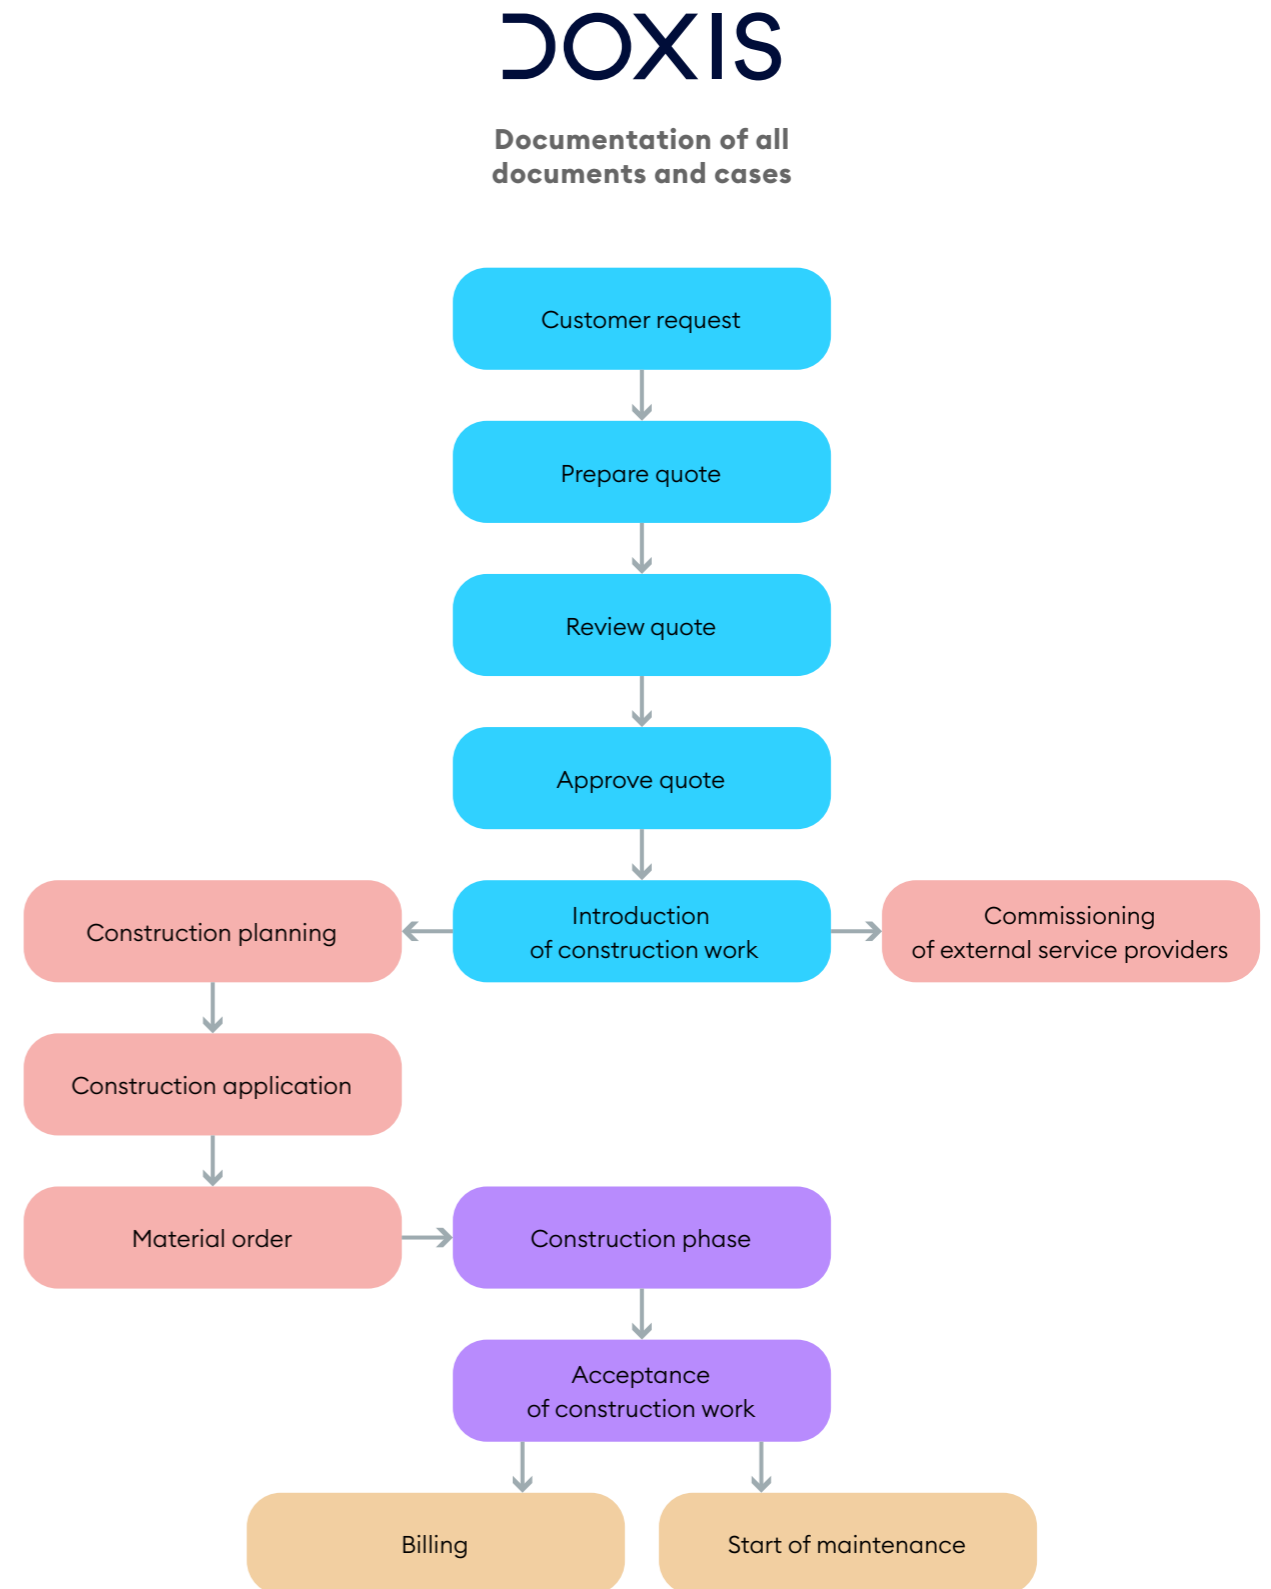 DOXIS
Documentation of all
documents and cases
Customer request
Prepare quote
Review quote
Approve quote
Construction planning
Introduction
of construction work
Commissioning
of external service providers
Construction application
Material order
Construction phase
Acceptance
of construction work
Billing
Start of maintenance